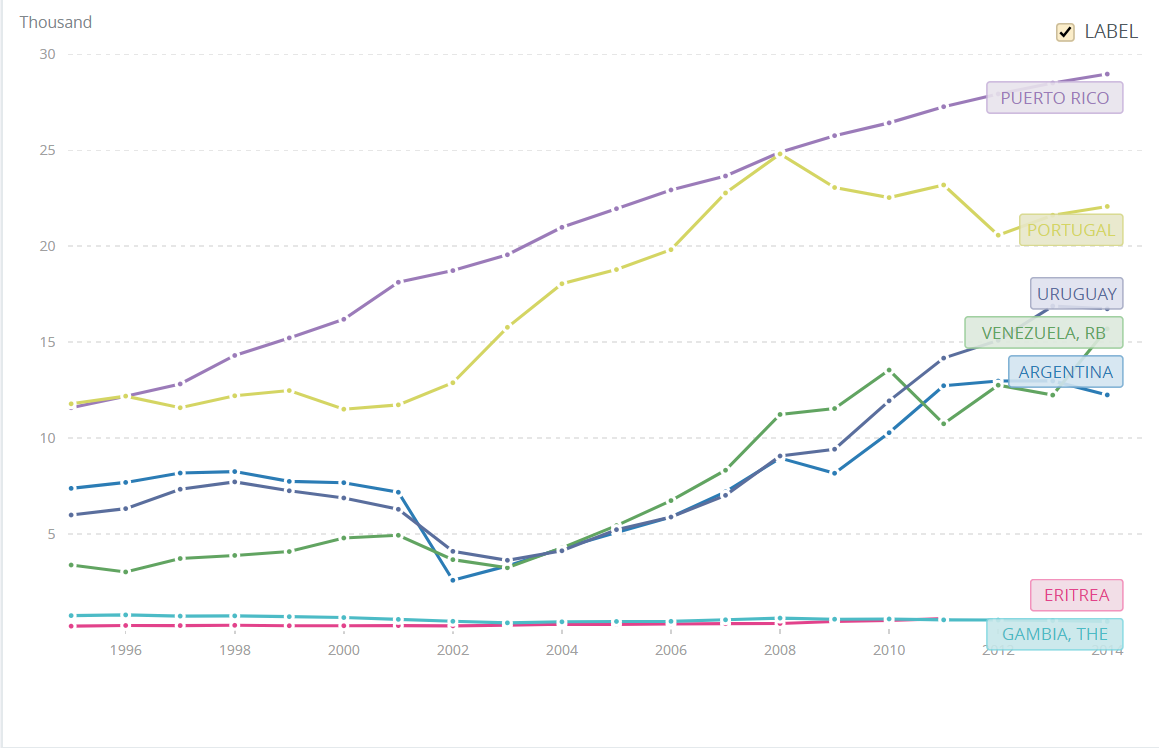 Thousand
LABEL
30
PUERTO RICO
25
PORTUGAL
20
URUGUAY
VENEZUELA, RB
15
ARGENTINA
10
5
ERITREA
GAMBIA, THE
1996 1998 2000 2002 2004 2006 2008 2010 2012 2014